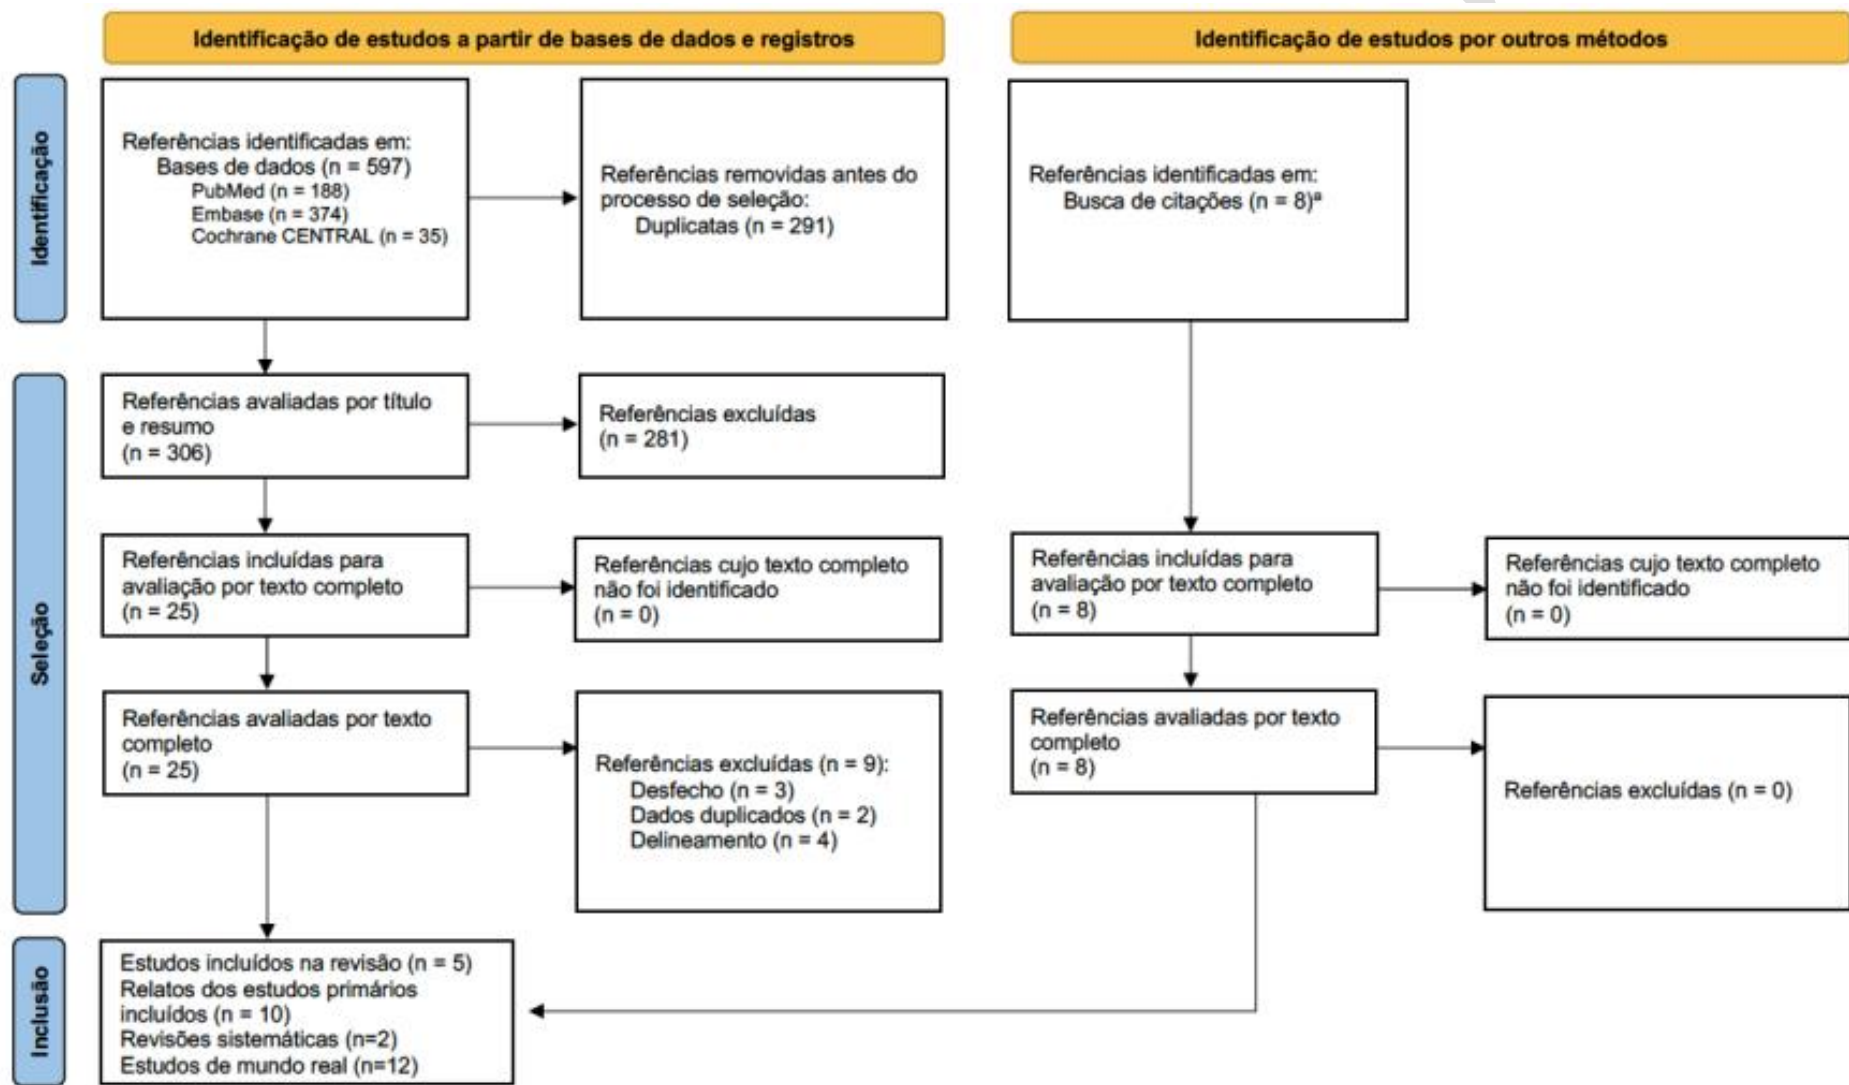 Identificação de estudos a partir de bases de dados e registros
Identificação de estudos por outros métodos
Identificação
Referências identificadas em:
Bases de dados (n = 597)
PubMed (n = 188)
Embase (n = 374)
Cochrane CENTRAL (n = 35)
Referências removidas antes do
processo de seleção:
Duplicatas (n = 291)
Referências identificadas em:
Busca de citações (n = 8)ª
Seleção
Referências avaliadas por título
e resumo
(n = 306)
Referências excluídas
(n = 281)
Referências incluídas para
avaliação por texto completo
(n = 25)
Referências cujo texto completo
não foi identificado
(n = 0)
Referências incluídas para
avaliação por texto completo
(n = 8)
Referências cujo texto completo
não foi identificado
(n = 0)
Referências avaliadas por texto
completo
(n = 25)
Referências excluídas (n = 9):
Desfecho (n = 3)
Dados duplicados (n = 2)
Delineamento (n = 4)
Referências avaliadas por texto
completo
(n = 8)
Referências excluídas (n = 0)
Inclusão
Estudos incluídos na revisão (n = 5)
Relatos dos estudos primários
incluídos (n = 10)
Revisões sistemáticas (n=2)
Estudos de mundo real (n=12)